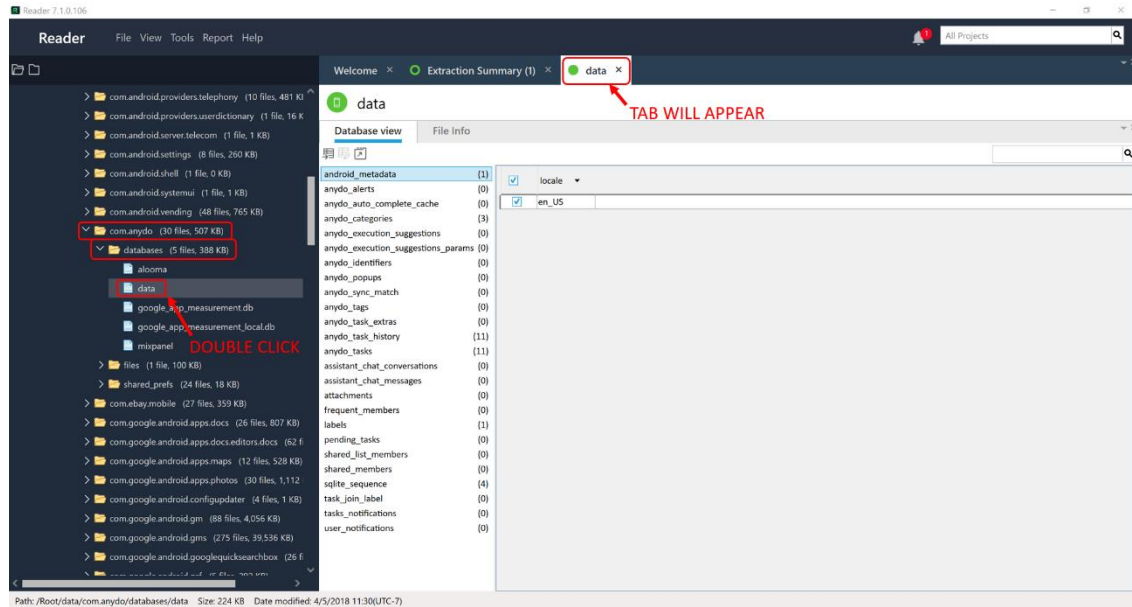 Reader 7.1.0.106
Reader File View Tools Report Help
1
All Projects
Welcome × Extraction Summary (1) × data ×
TAB WILL APPEAR
com.android.providers.telephony (10 files, 481 KI
com.android.providers.userdictionary (1 file, 16 K
com.android.server.telecom (1 file, 1 KB)
com.android.settings (8 files, 260 KB)
com.android.shell (1 file, 0 KB)
com.android.systemui (1 file, 1 KB)
com.android.vending (48 files, 765 KB)
com.anydo (30 files, 507 KB)
databases (5 files, 388 KB)
alooma
data
google_app_measurement.db
google_app_measurement_local.db
mixpanel
DOUBLE CLICK
files (1 file, 100 KB)
shared_prefs (24 files, 18 KB)
com.ebay.mobile (27 files, 359 KB)
com.google.android.apps.docs (26 files, 807 KB)
com.google.android.apps.docs.editors.docs (62 fi
com.google.android.apps.maps (12 files, 528 KB)
com.google.android.apps.photos (30 files, 1,112
com.google.android.configupdater (4 files, 1 KB)
com.google.android.gm (88 files, 4,056 KB)
com.google.android.gms (275 files, 39,536 KB)
com.google.android.googlequicksearchbox (26 fi
data
Database view File Info
android_metadata (1)
anydo_alerts (0)
anydo_auto_complete_cache (0)
anydo_categories (3)
anydo_execution_suggestions (0)
anydo_execution_suggestions_params (0)
anydo_identifiers (0)
anydo_popups (0)
anydo_sync_match (0)
anydo_tags (0)
anydo_task_extras (0)
anydo_task_history (11)
anydo_tasks (11)
assistant_chat_conversations (0)
assistant_chat_messages (0)
attachments (0)
frequent_members (0)
labels (1)
pending_tasks (0)
shared_list_members (0)
shared_members (0)
sqlite_sequence (4)
task_join_label (0)
tasks_notifications (0)
user_notifications (0)
locale
en_US
Path: /Root/data/com.anydo/databases/data Size: 224 KB Date modified: 4/5/2018 11:30(UTC-7)